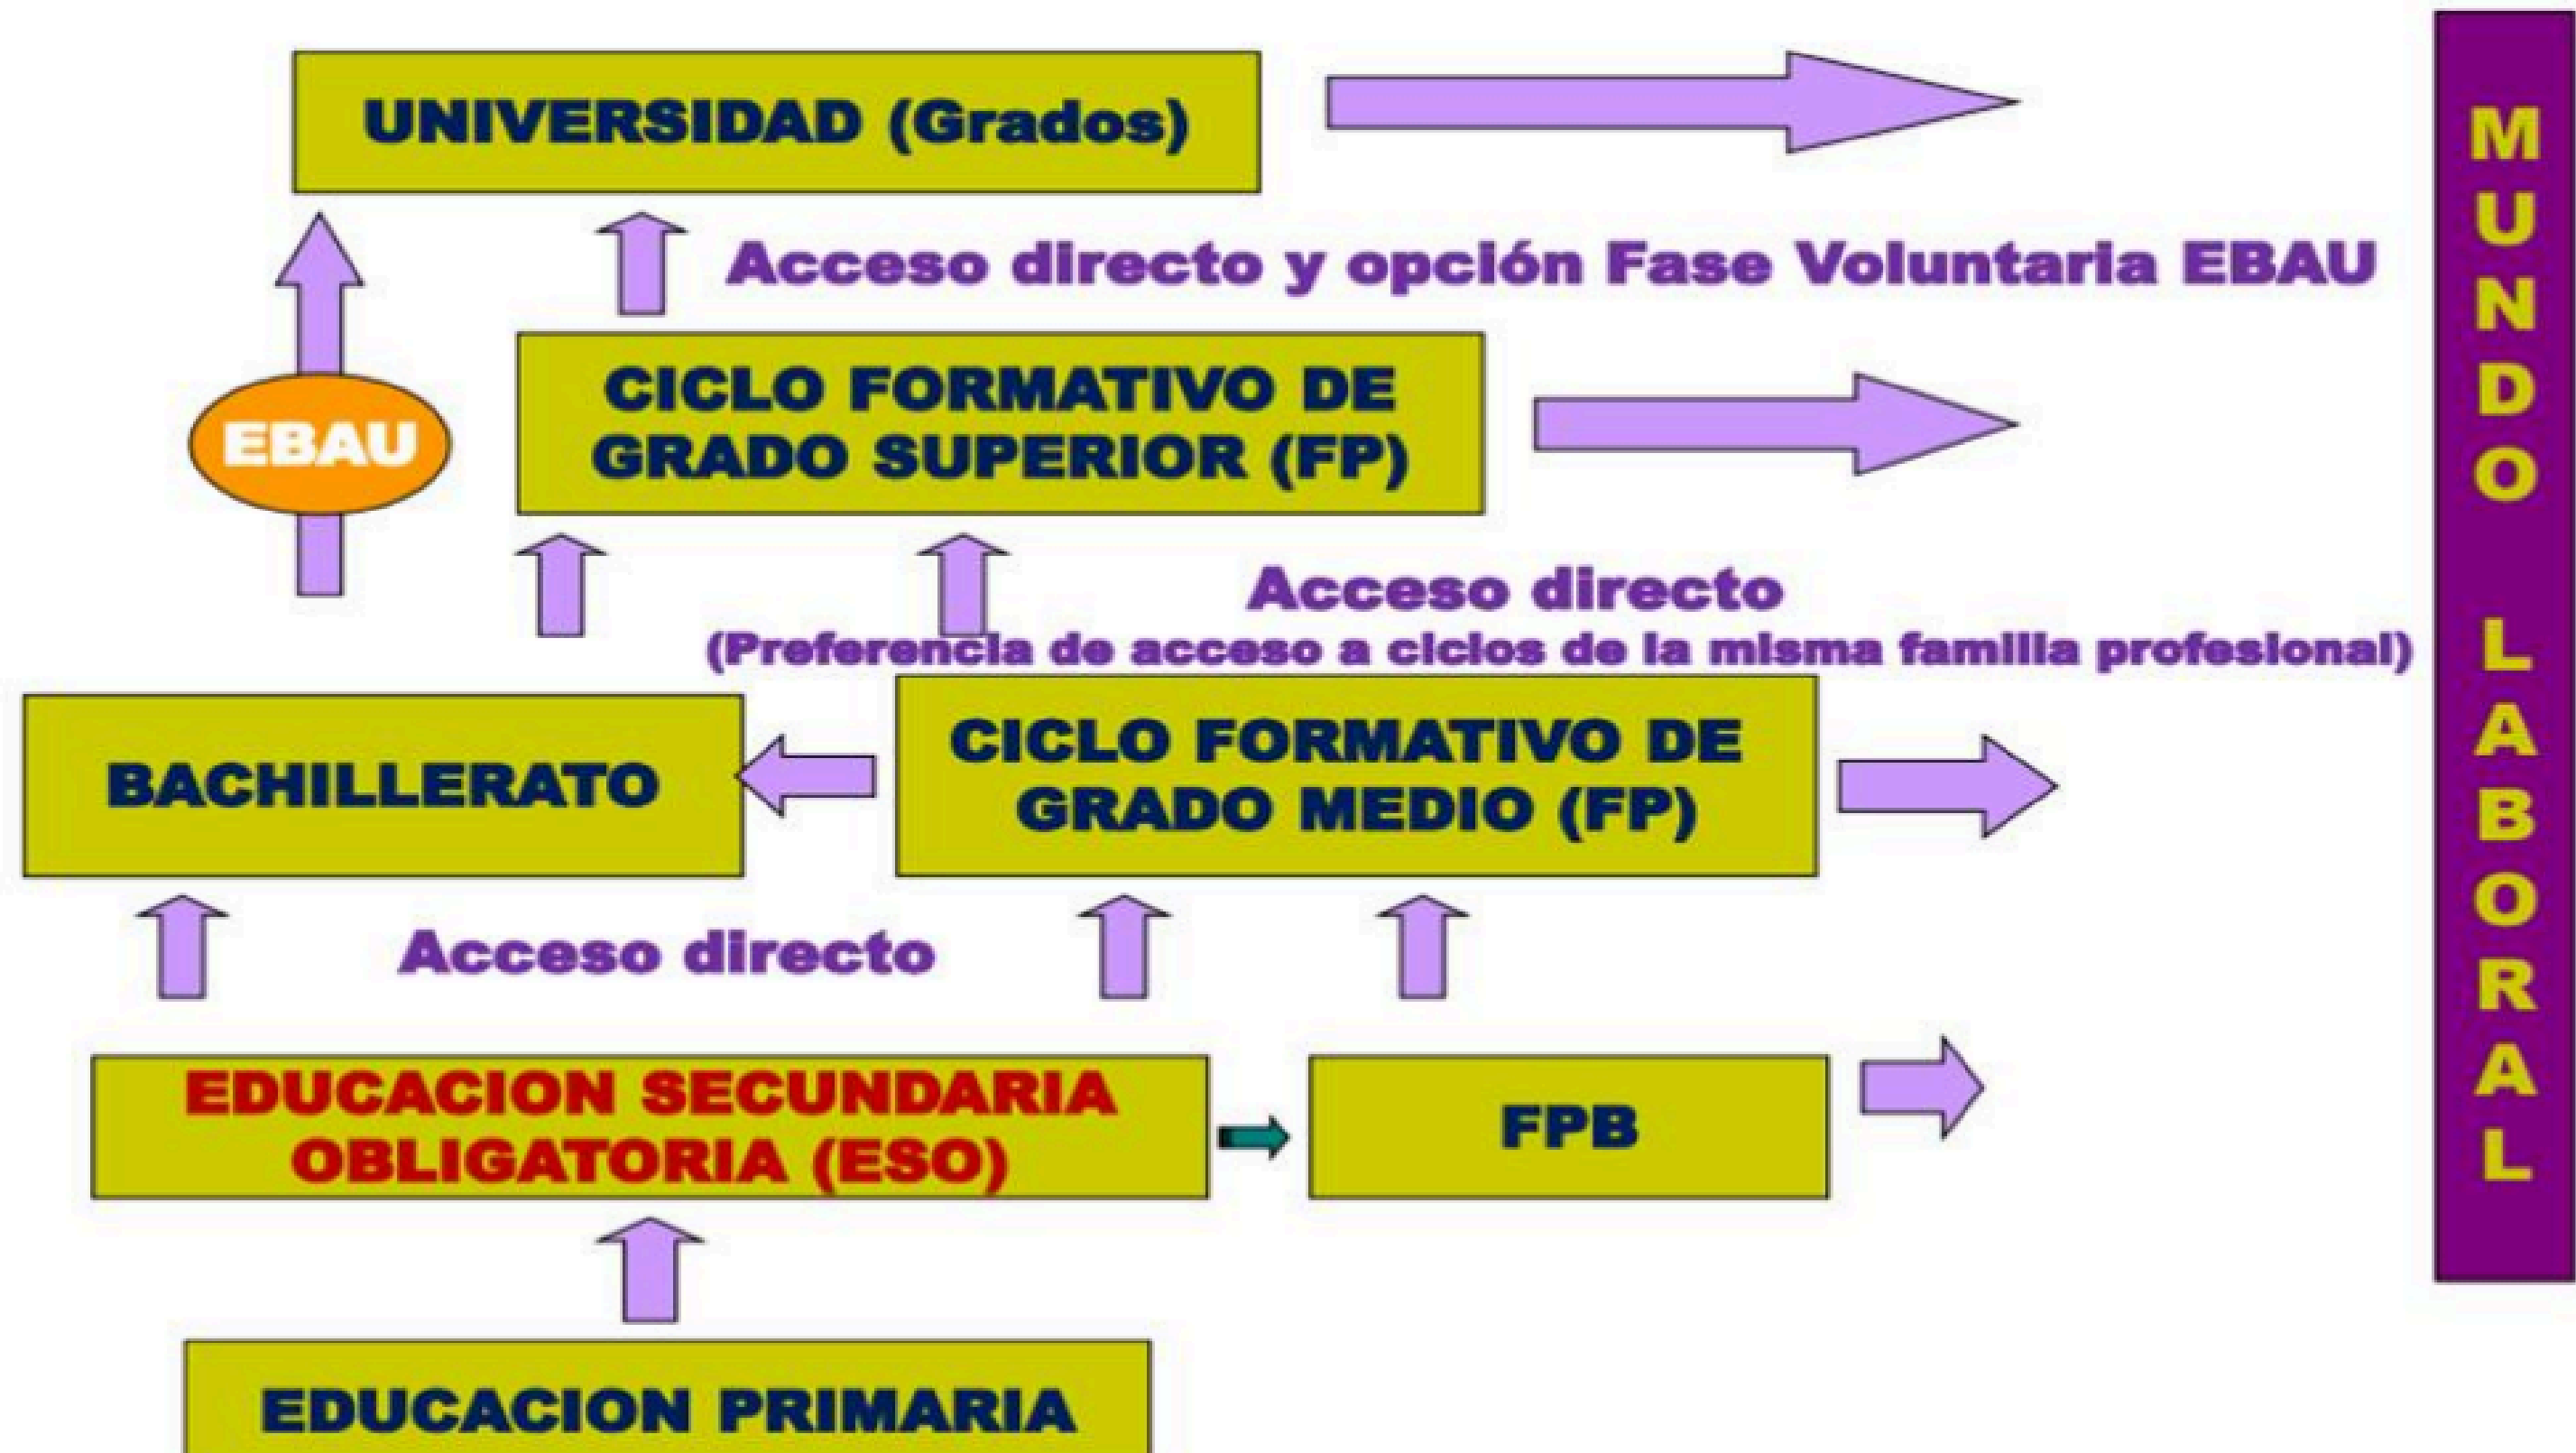 UNIVERSIDAD (Grados)
Acceso directo y opción Fase Voluntaria EBAU
CICLO FORMATIVO DE
GRADO SUPERIOR (FP)
EBAU
Acceso directo
(Preferencia de acceso a ciclos de la misma familia profesional)
BACHILLERATO
CICLO FORMATIVO DE
GRADO MEDIO (FP)
Acceso directo
EDUCACION SECUNDARIA
OBLIGATORIA (ESO)
FPB
EDUCACION PRIMARIA
MUNDO LABORAL